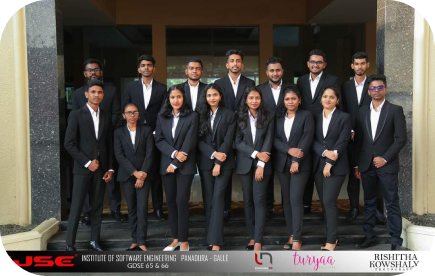 IJSE
INSTITUTE OF SOFTWARE ENGINEERING PANADURA - GALLE
GDSE 65 & 66
turyaa
RISHITHA
KOWSHALY